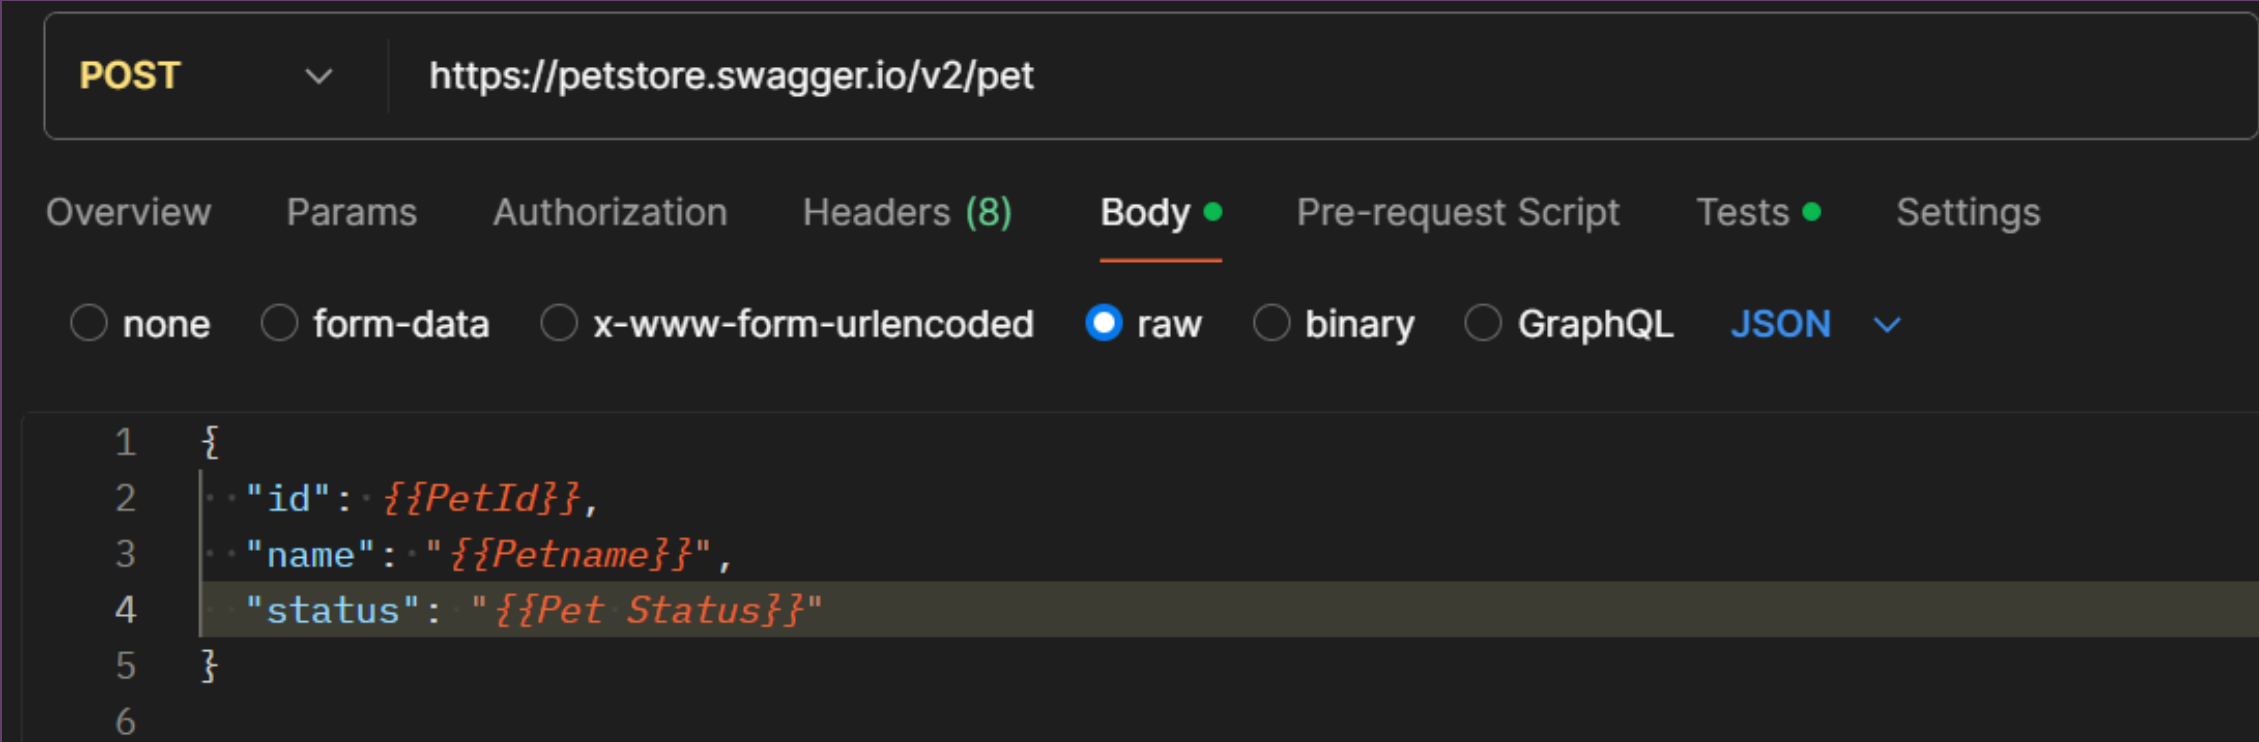 POST https://petstore.swagger.io/v2/pet
Overview Params Authorization Headers (8) Body Pre-request Script Tests Settings
none form-data x-www-form-urlencoded raw binary GraphQL JSON
1 {
2 "id": {{PetId}},
3 "name": "{{Petname}}",
4 "status": "{{Pet Status}}"
5 }
6